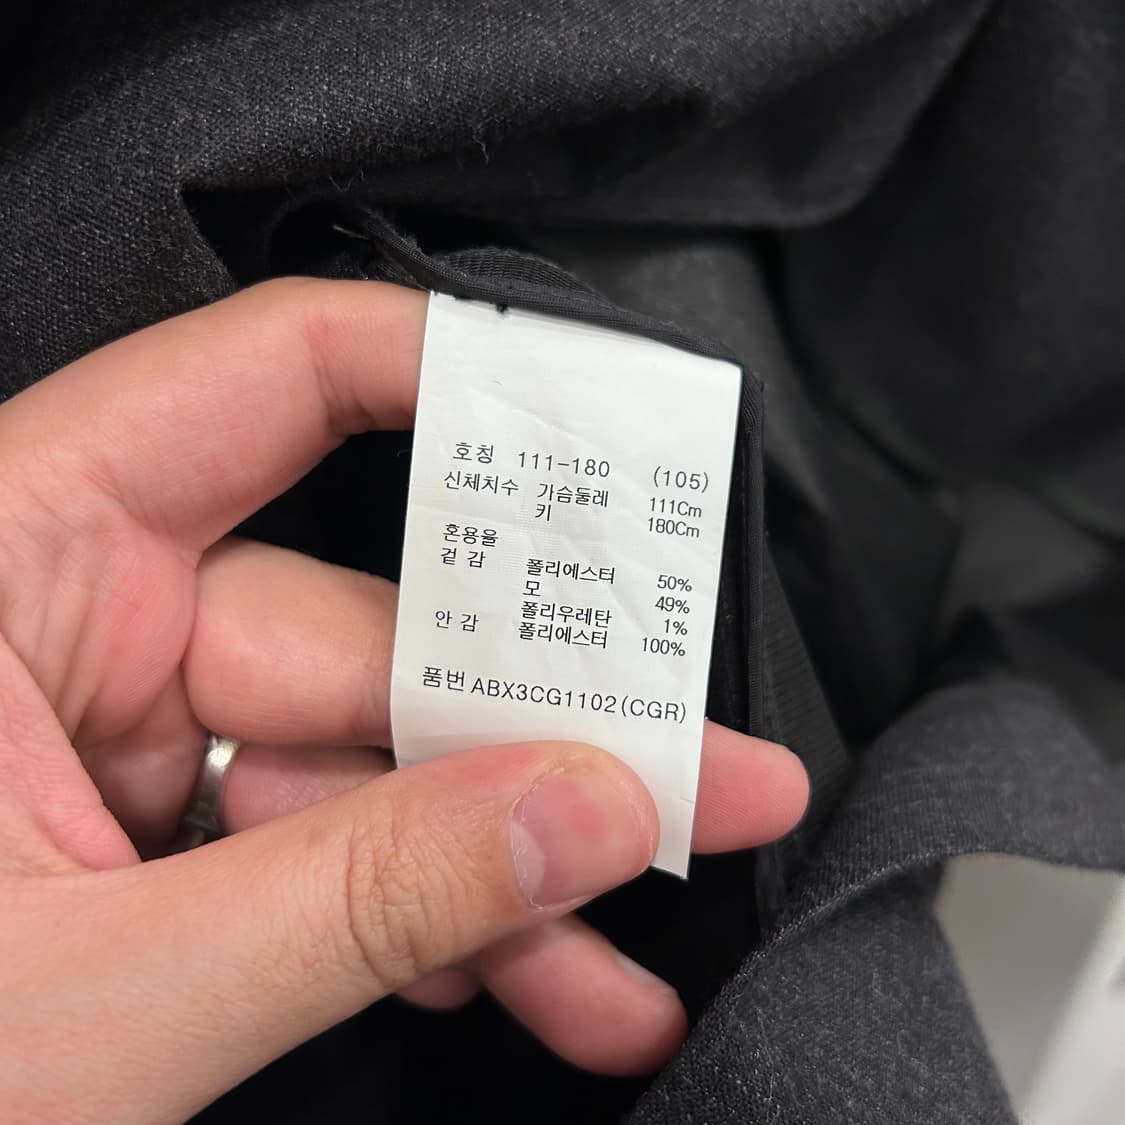 호칭 111-180 (105)
신체치수 가슴둘레 111Cm
키 180Cm
혼용율
겉 감 폴리에스터 50%
모 49%
폴리우레탄 1%
안 감 폴리에스터 100%
품번 ABX3CG1102(CGR)